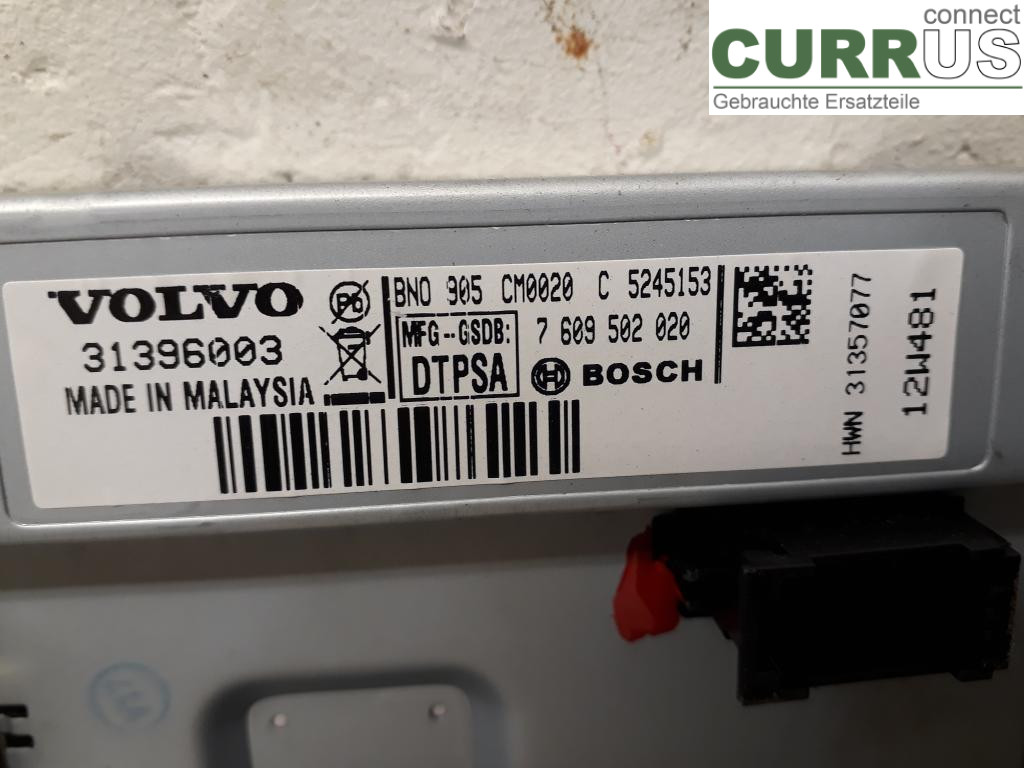 connect
CURRUS
Gebrauchte Ersatzteile
VOLVO
31396003
MADE IN MALAYSIA
Pb
BNO 905 CM0020 C 5245153
MFG--GSDB:
DTPSA
7 609 502 020
BOSCH
HWN 31357077
12W481